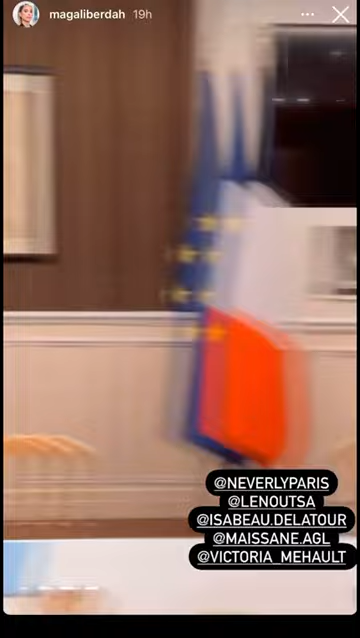 magaliberdah 19h
@NEVERLYPARIS
@LENOUTSA
@ISABEAU.DELATOUR
@MAISSANE.AGL
@VICTORIA_MEHAULT